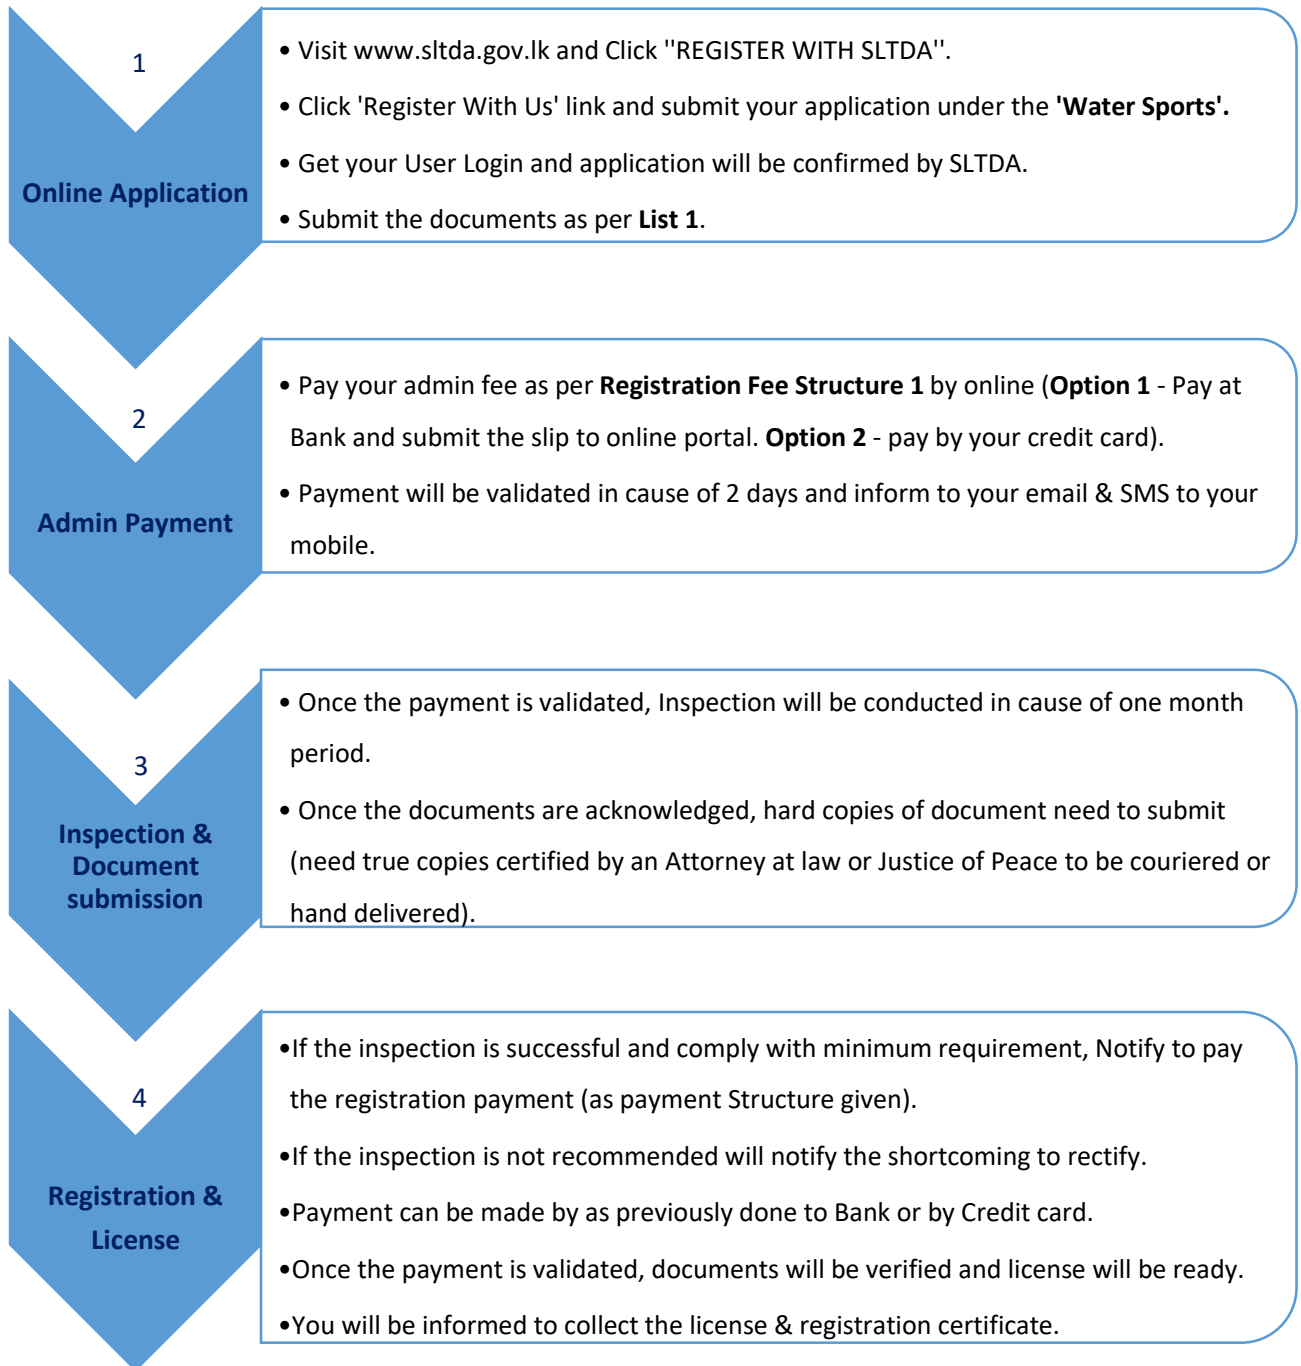 1
Online Application
• Visit www.sltda.gov.lk and Click ''REGISTER WITH SLTDA''.
• Click 'Register With Us' link and submit your application under the 'Water Sports'.
• Get your User Login and application will be confirmed by SLTDA.
• Submit the documents as per List 1.
2
Admin Payment
• Pay your admin fee as per Registration Fee Structure 1 by online (Option 1 - Pay at
Bank and submit the slip to online portal. Option 2 - pay by your credit card).
• Payment will be validated in cause of 2 days and inform to your email & SMS to your
mobile.
3
Inspection &
Document
submission
• Once the payment is validated, Inspection will be conducted in cause of one month
period.
• Once the documents are acknowledged, hard copies of document need to submit
(need true copies certified by an Attorney at law or Justice of Peace to be couriered or
hand delivered).
4
Registration &
License
•If the inspection is successful and comply with minimum requirement, Notify to pay
the registration payment (as payment Structure given).
•If the inspection is not recommended will notify the shortcoming to rectify.
•Payment can be made by as previously done to Bank or by Credit card.
•Once the payment is validated, documents will be verified and license will be ready.
•You will be informed to collect the license & registration certificate.